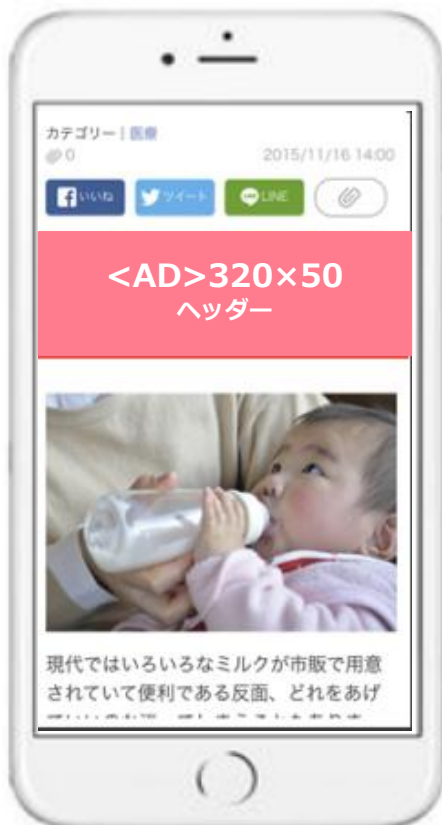 カテゴリー | 医療
0
2015/11/16 14:00
いいね
ツイート
LINE
<AD>320×50
ヘッダー
現代ではいろいろなミルクが市販で用意
されていて便利である反面、どれをあげ